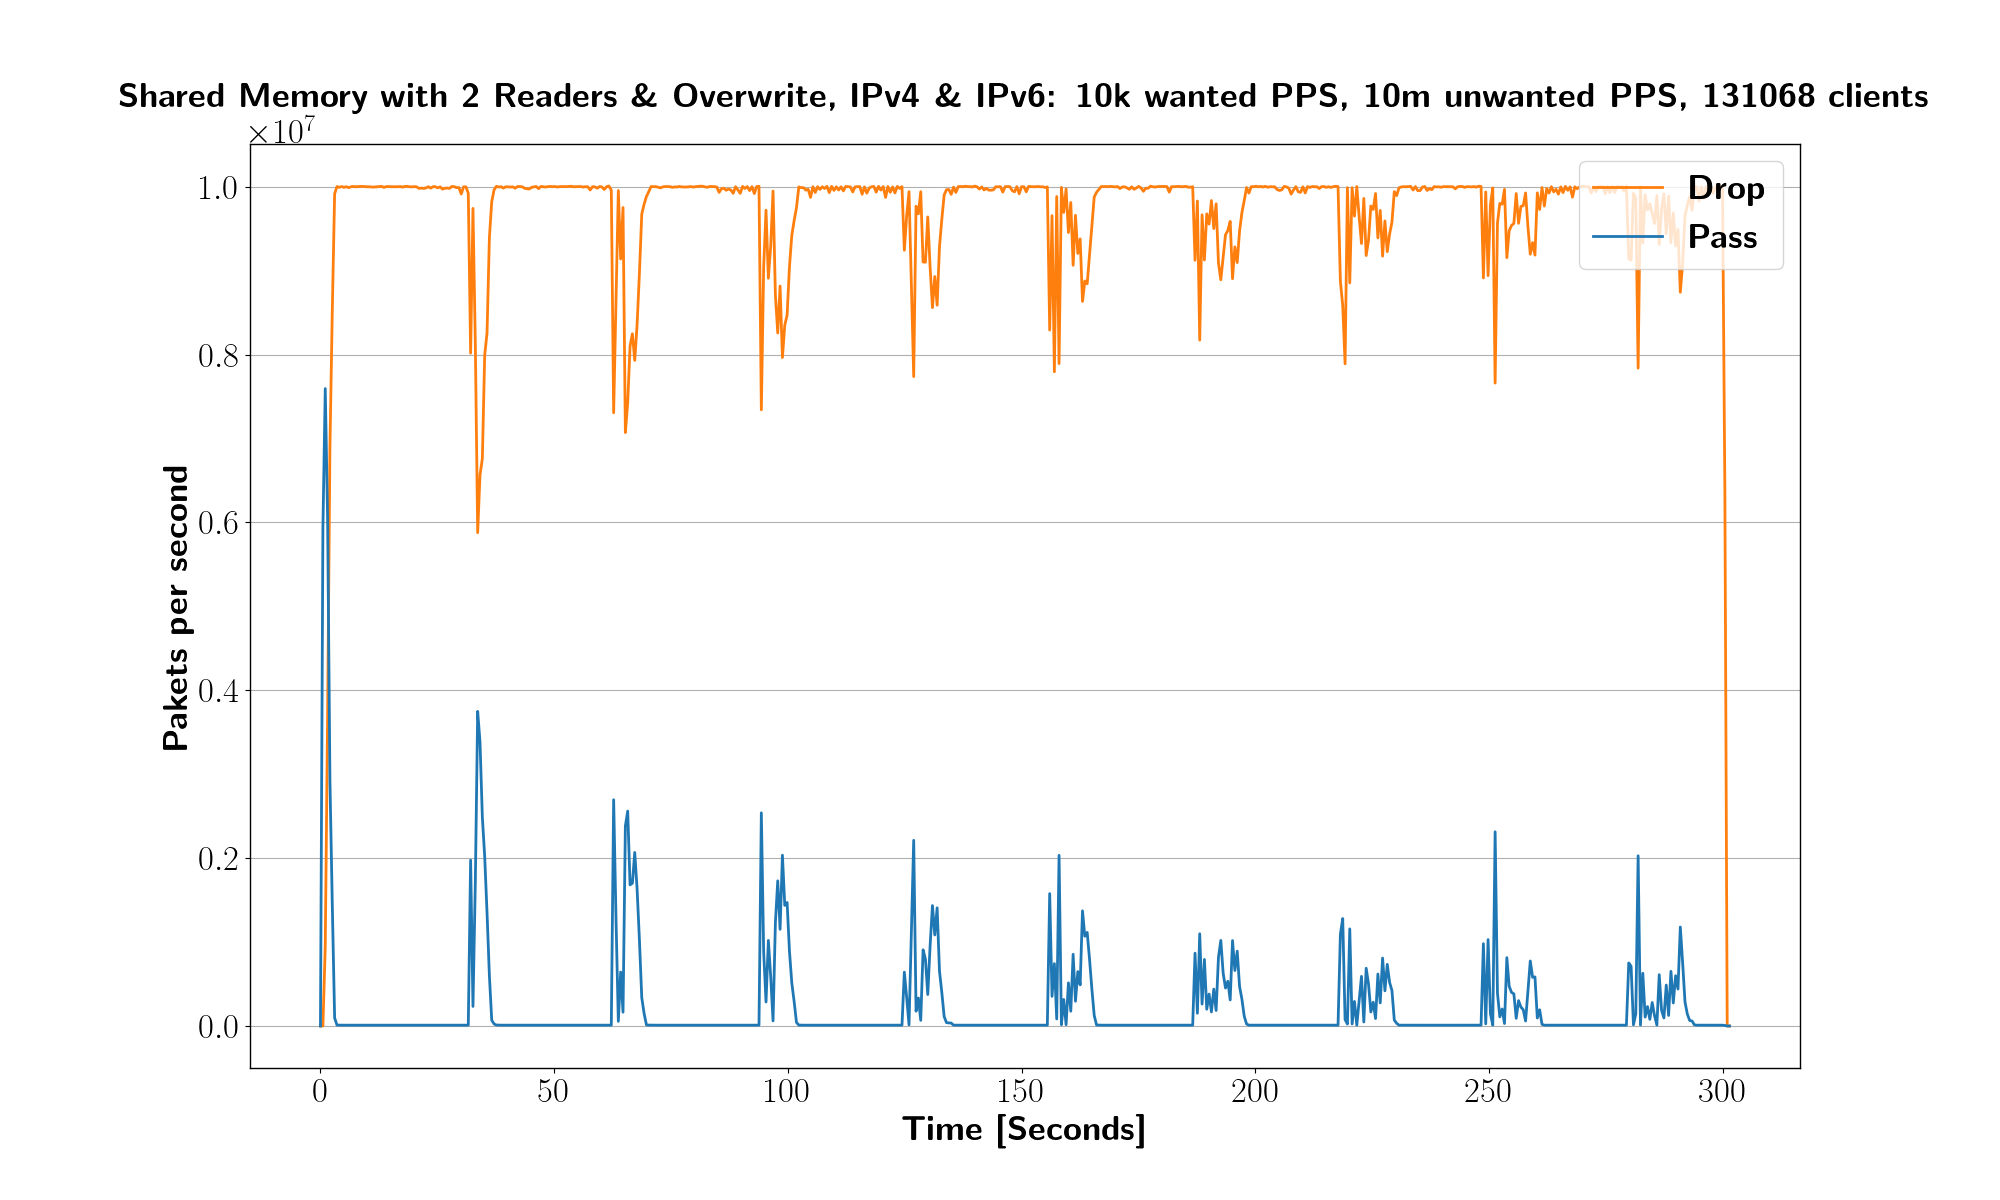 Shared Memory with 2 Readers & Overwrite, IPv4 & IPv6: 10k wanted PPS, 10m unwanted PPS, 131068 clients
×10⁷
Drop
Pass
1.0
0.8
0.6
0.4
0.2
0.0
Pakets per second
0 50 100 150 200 250 300
Time [Seconds]